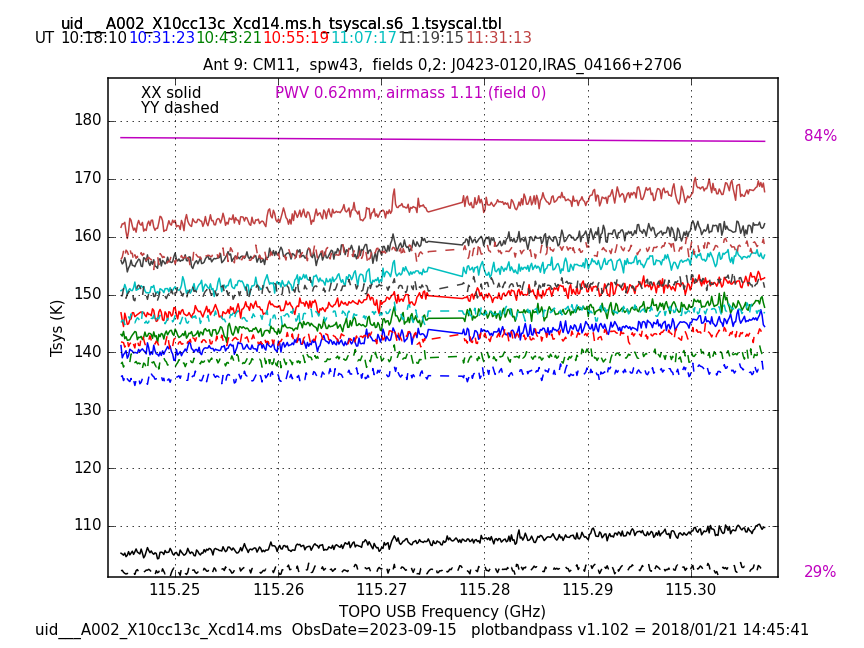 uid___A002_X10cc13c_Xcd14.ms.h_tsyscal.s6_1.tsyscal.tbl
UT 10:18:10 10:31:23 10:43:21 10:55:19 11:07:17 11:19:15 11:31:13
Ant 9: CM11,  spw43,  fields 0,2: J0423-0120,IRAS_04166+2706
XX solid
PWV 0.62mm, airmass 1.11 (field 0)
YY dashed
180
84%
170
160
150
Tsys (K)
140
130
120
110
29%
115.25 115.26 115.27 115.28 115.29 115.30
TOPO USB Frequency (GHz)
uid___A002_X10cc13c_Xcd14.ms  ObsDate=2023-09-15   plotbandpass v1.102 = 2018/01/21 14:45:41